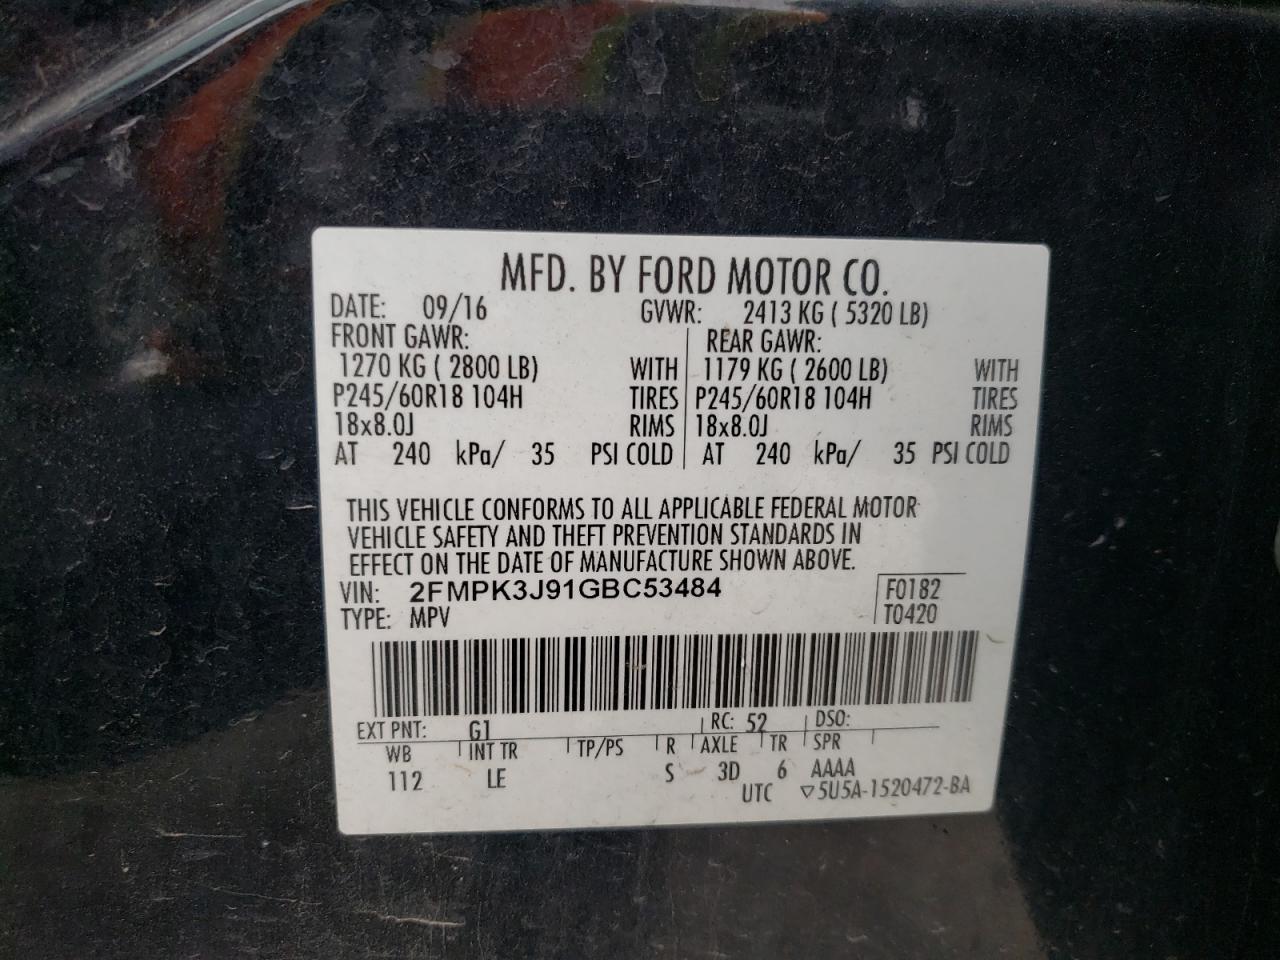 MFD. BY FORD MOTOR CO.
DATE: 09/16 GVWR: 2413 KG ( 5320 LB)
FRONT GAWR: REAR GAWR:
1270 KG ( 2800 LB) WITH 1179 KG ( 2600 LB) WITH
P245/60R18 104H TIRES P245/60R18 104H TIRES
18x8.0J RIMS 18x8.0J RIMS
AT 240 kPa/ 35 PSI COLD AT 240 kPa/ 35 PSI COLD
THIS VEHICLE CONFORMS TO ALL APPLICABLE FEDERAL MOTOR
VEHICLE SAFETY AND THEFT PREVENTION STANDARDS IN
EFFECT ON THE DATE OF MANUFACTURE SHOWN ABOVE.
VIN: 2FMPK3J91GBC53484 F0182
TYPE: MPV T0420
EXT PNT: G1 RC: 52 DSO:
WB INT TR TP/PS R AXLE TR SPR
112 LE S 3D 6 AAAA
UTC ▽5U5A-1520472-BA